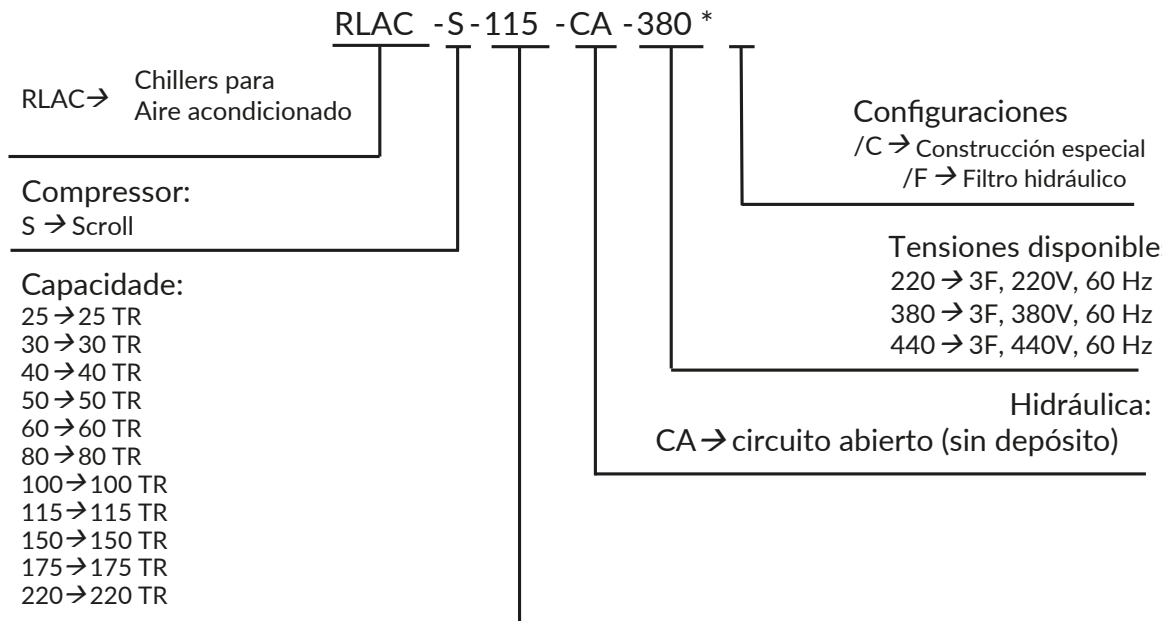 RLAC - S - 115 - CA - 380 *
RLAC→ Chillers para
Aire acondicionado
Compressor:
S → Scroll
Capacidade:
25→25 TR
30→30 TR
40→40 TR
50→50 TR
60→60 TR
80→80 TR
100→100 TR
115→115 TR
150→150 TR
175→175 TR
220→220 TR
Configuraciones
/C → Construcción especial
/F → Filtro hidráulico
Tensiones disponible
220 → 3F, 220V, 60 Hz
380 → 3F, 380V, 60 Hz
440 → 3F, 440V, 60 Hz
Hidráulica:
CA→ circuito abierto (sin depósito)